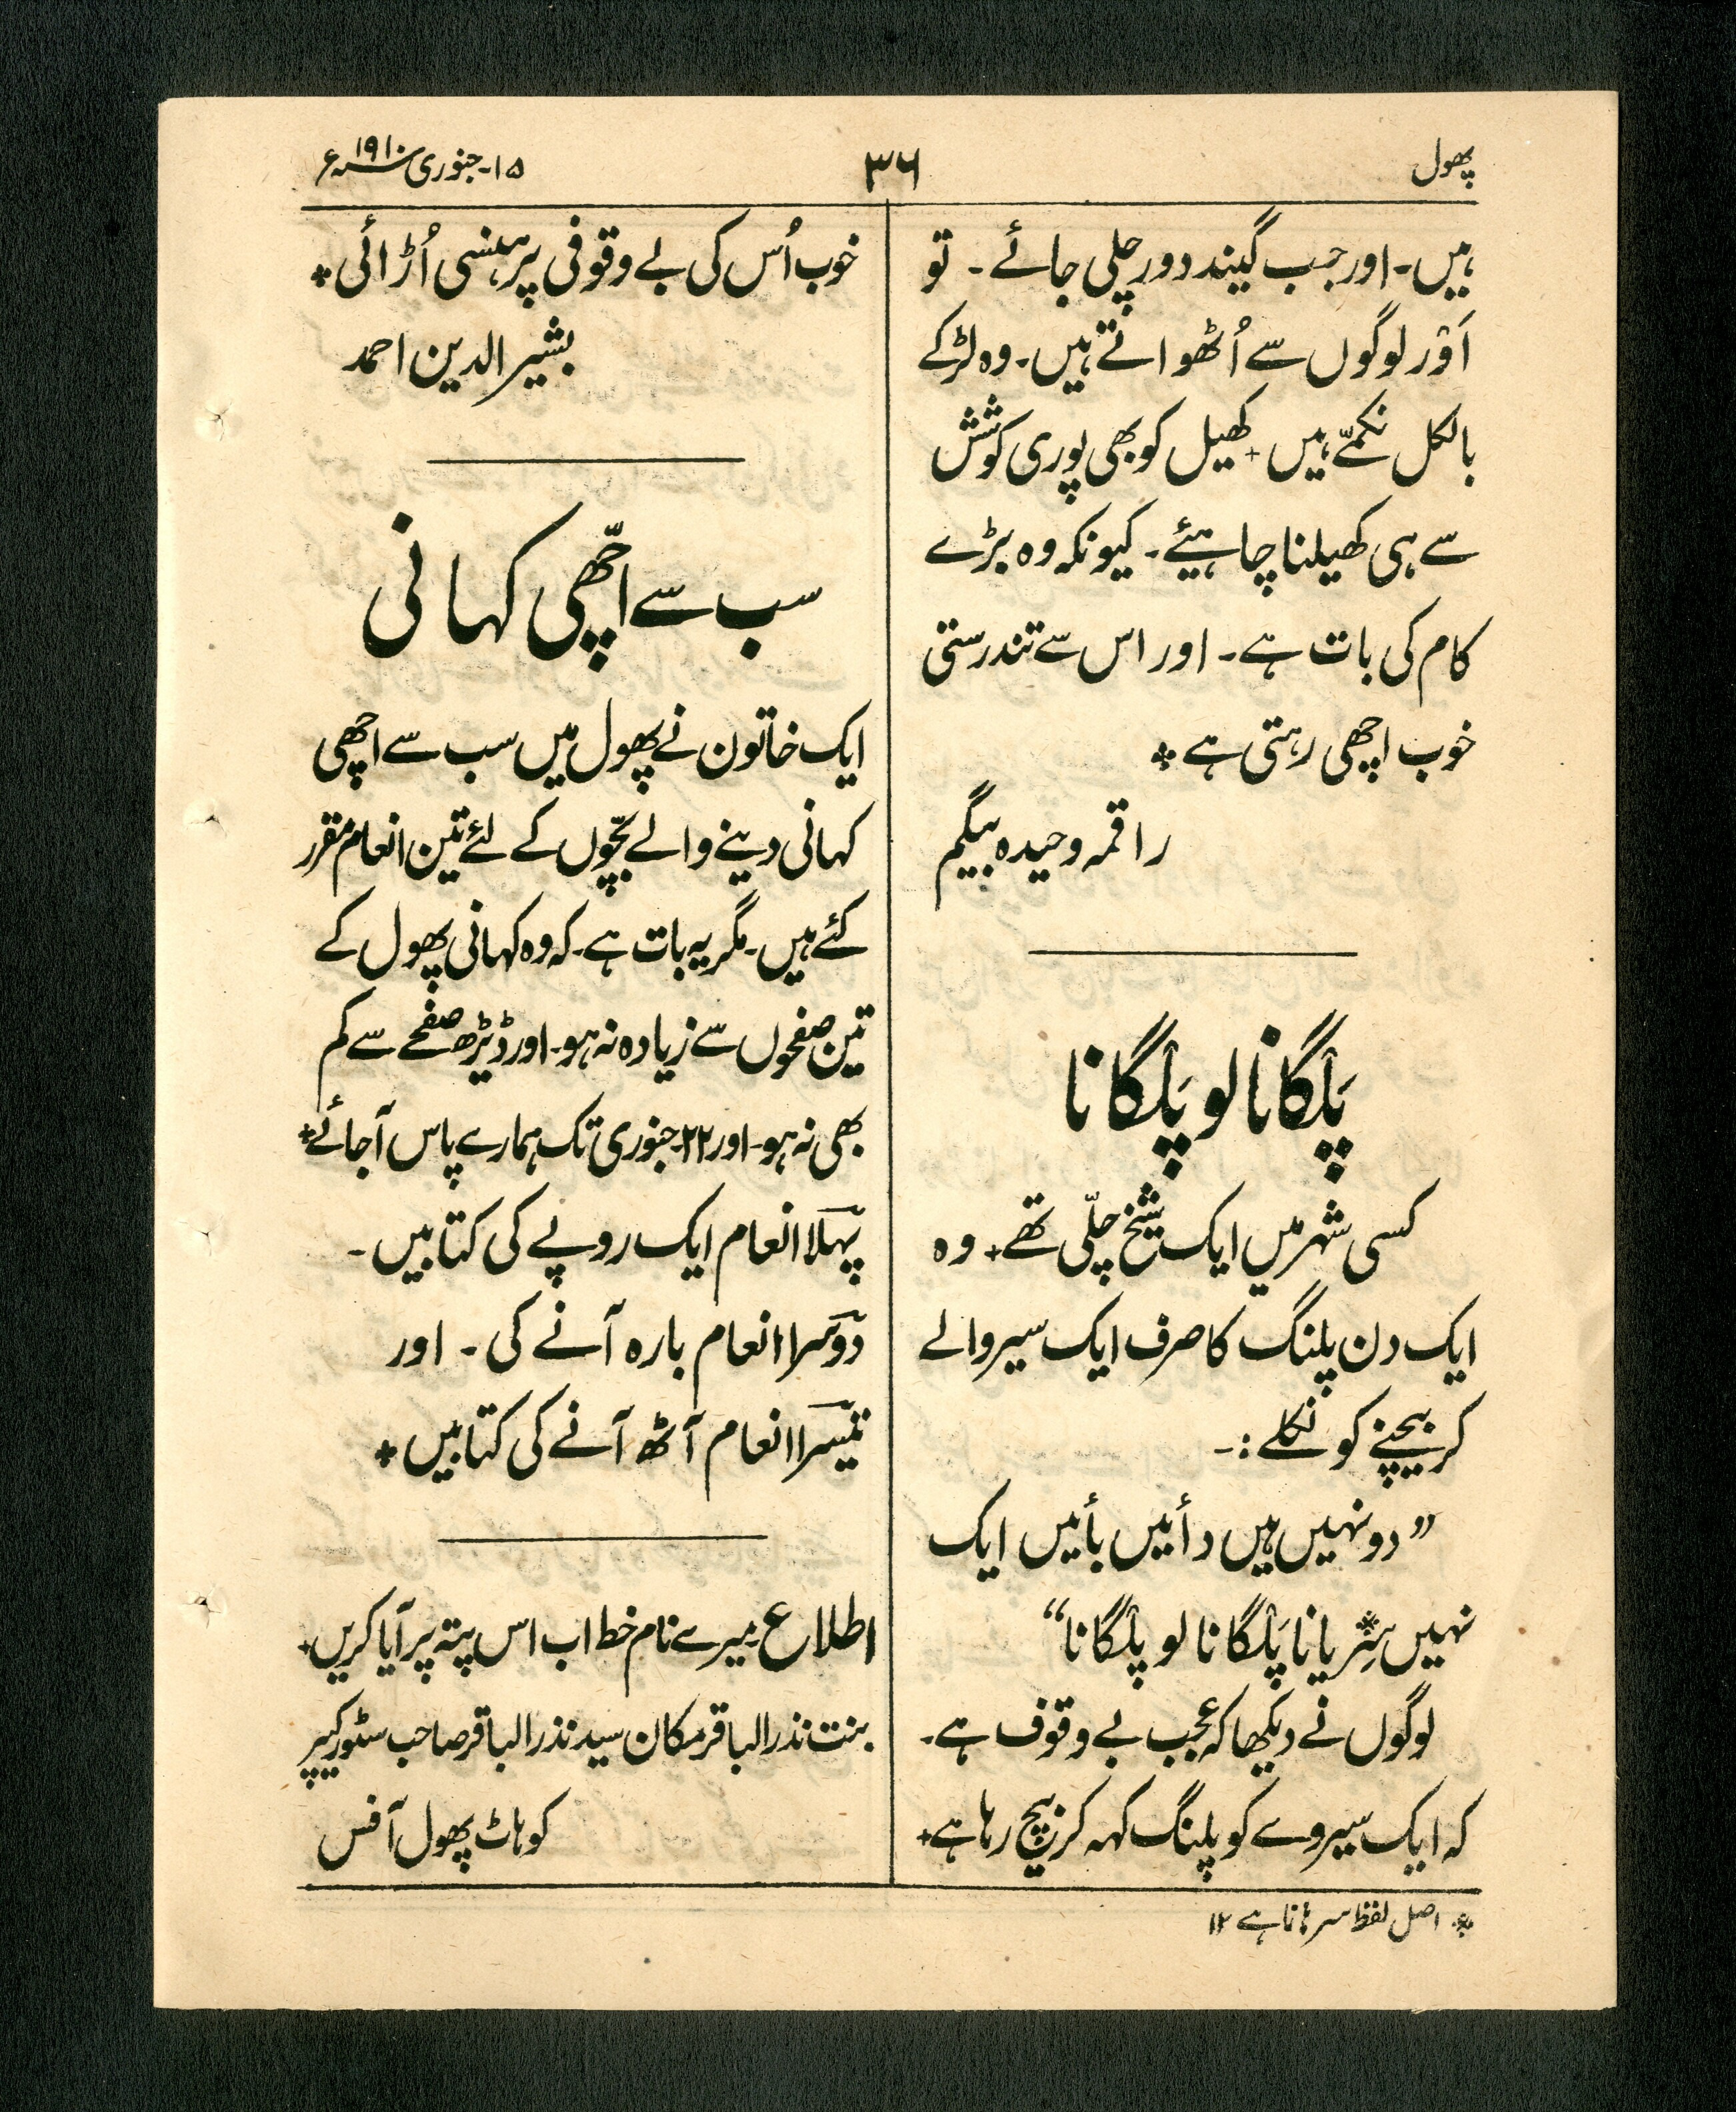 پھول
۳۶
۱۵-جنوری ۱۹۱۰ء
ہیں۔ اور جب گیند دور چلی جائے ۔ تو
اَوْر لوگوں سے اُٹھواتے ہیں۔ وہ لڑکے
بالکل نکمّے ہیں + کھیل کو بھی پوری کوشش
سے ہی کھیلنا چاہیئے ۔ کیونکہ وہ بڑے
کام کی بات ہے ۔ اور اس سے تندرستی
خوب اچھی رہتی ہے *
راقمہ وحیدہ بیگم
پَلگانا لو پَلگانا
کسی شہر میں ایک شیخ چلّی تھے + وہ
ایک دن پلنگ کا صرف ایک سیروا لے
کر بیچنے کو نکلے :-
”دو نہیں ہیں دائیں بائیں ایک
نہیں سِریانا* پَلگانا لو پلگانا“
لوگوں نے دیکھا کہ عجب بے وقوف ہے۔
کہ ایک سیروے کو پلنگ کہہ کر بیچ رہا ہے +
* اصل لفظ سرہانا ہے ۱۲
خوب اُس کی بے وقوفی پر ہنسی اُڑائی *
بشیر الدین احمد
سب سے اچّھی کہانی
ایک خاتون نے پھول میں سب سے اچھی
کہانی دینے والے بچّوں کے لئے تین انعام مقرر
کئے ہیں۔ مگر یہ بات ہے ۔ کہ وہ کہانی پھول کے
تین صفحوں سے زیادہ نہ ہو ۔ اور ڈیڑھ صفحے سے کم
بھی نہ ہو ۔ اور ۲۲ جنوری تک ہمارے پاس آ جائے *
پہلا انعام ایک روپے کی کتابیں ۔
دوسرا انعام بارہ آنے کی ۔ اور
تیسرا انعام آٹھ آنے کی کتابیں *
اطلاع میرے نام خط اب اس پتہ پر آیا کریں +
بنت نذر الباقر مکان سید نذر الباقر صاحب سٹور کیپر
کوہاٹ پھول آفس